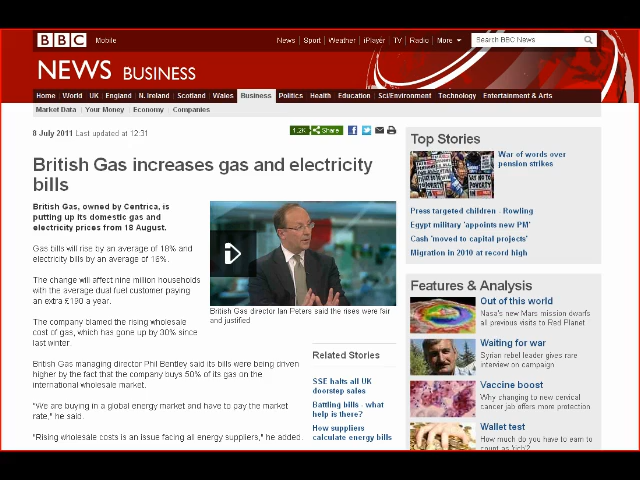 BBC Mobile News Sport Weather iPlayer TV Radio More Search BBC News
NEWS BUSINESS
Home World UK England N. Ireland Scotland Wales Business Politics Health Education Sci/Environment Technology Entertainment & Arts
Market Data Your Money Economy Companies
8 July 2011 Last updated at 12:31
1.2K Share
British Gas increases gas and electricity
bills
British Gas, owned by Centrica, is
putting up its domestic gas and
electricity prices from 18 August.
Gas bills will rise by an average of 18% and
electricity bills by an average of 16%.
The change will affect nine million households
with the average dual fuel customer paying
an extra £190 a year.
The company blamed the rising wholesale
cost of gas, which has gone up by 30% since
last winter.
British Gas managing director Phil Bentley said its bills were being driven
higher by the fact that the company buys 50% of its gas on the
international wholesale market.
"We are buying in a global energy market and have to pay the market
rate," he said.
"Rising wholesale costs is an issue facing all energy suppliers," he added.
British Gas director Ian Peters said the rises were fair
and justified
Related Stories
SSE halts all UK
doorstep sales
Battling bills - what
help is there?
How suppliers
calculate energy bills
Top Stories
War of words over
pension strikes
Press targeted children - Rowling
Egypt military 'appoints new PM'
Cash 'moved to capital projects'
Migration in 2010 at record high
Features & Analysis
Out of this world
Nasa's new Mars mission dwarfs
all previous visits to Red Planet
Waiting for war
Syrian rebel leader gives rare
interview on campaign
Vaccine boost
Why changing to new cervical
cancer jab offers more protection
Wallet test
How much do you have to earn to
count as 'rich'?